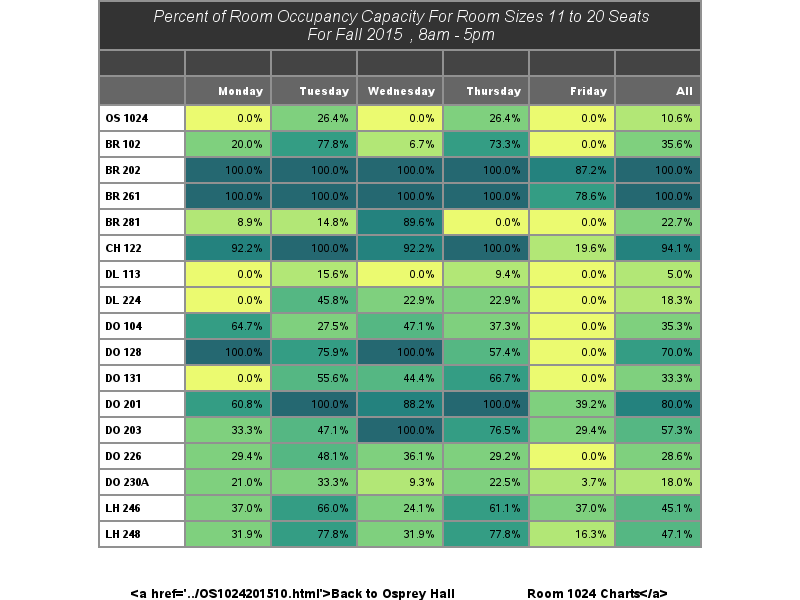 Percent of Room Occupancy Capacity For Room Sizes 11 to 20 Seats
For Fall 2015 , 8am - 5pm
Monday Tuesday Wednesday Thursday Friday All
OS 1024 0.0% 26.4% 0.0% 26.4% 0.0% 10.6%
BR 102 20.0% 77.8% 6.7% 73.3% 0.0% 35.6%
BR 202 100.0% 100.0% 100.0% 100.0% 87.2% 100.0%
BR 261 100.0% 100.0% 100.0% 100.0% 78.6% 100.0%
BR 281 8.9% 14.8% 89.6% 0.0% 0.0% 22.7%
CH 122 92.2% 100.0% 92.2% 100.0% 19.6% 94.1%
DL 113 0.0% 15.6% 0.0% 9.4% 0.0% 5.0%
DL 224 0.0% 45.8% 22.9% 22.9% 0.0% 18.3%
DO 104 64.7% 27.5% 47.1% 37.3% 0.0% 35.3%
DO 128 100.0% 75.9% 100.0% 57.4% 0.0% 70.0%
DO 131 0.0% 55.6% 44.4% 66.7% 0.0% 33.3%
DO 201 60.8% 100.0% 88.2% 100.0% 39.2% 80.0%
DO 203 33.3% 47.1% 100.0% 76.5% 29.4% 57.3%
DO 226 29.4% 48.1% 36.1% 29.2% 0.0% 28.6%
DO 230A 21.0% 33.3% 9.3% 22.5% 3.7% 18.0%
LH 246 37.0% 66.0% 24.1% 61.1% 37.0% 45.1%
LH 248 31.9% 77.8% 31.9% 77.8% 16.3% 47.1%
<a href='../OS1024201510.html'>Back to Osprey Hall Room 1024 Charts</a>